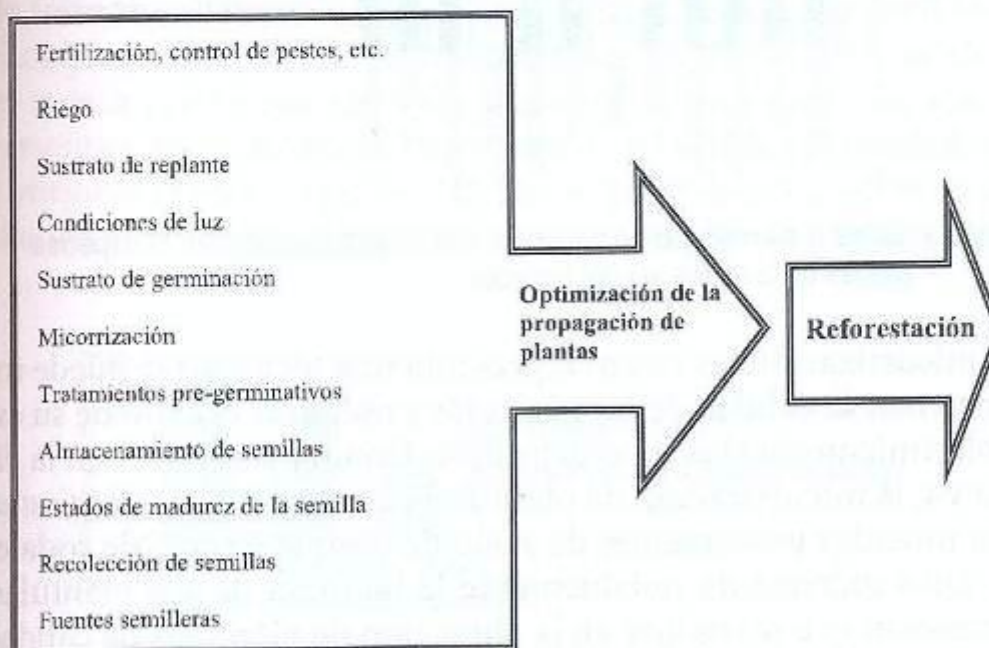 Fertilización, control de pestes, etc.
Riego
Sustrato de replante
Condiciones de luz
Sustrato de germinación
Micorrización
Tratamientos pre-germinativos
Almacenamiento de semillas
Estados de madurez de la semilla
Recolección de semillas
Fuentes semilleras
Optimización de la
propagación de
plantas
Reforestación